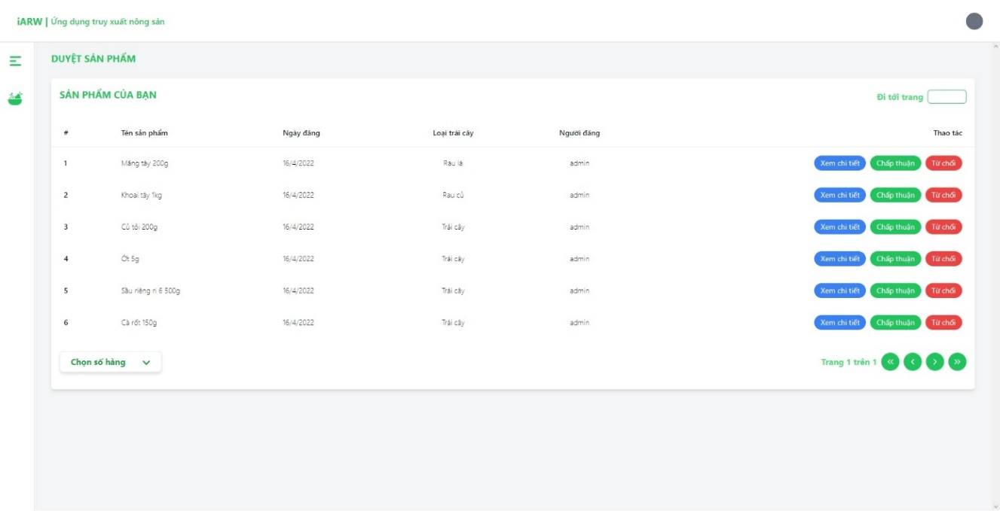 iARW | Ứng dụng truy xuất nông sản
DUYỆT SẢN PHẨM
SẢN PHẨM CỦA BẠN
Đi tới trang
# Tên sản phẩm Ngày đăng Loại trái cây Người đăng Thao tác
1 Măng tây 200g 16/4/2022 Rau lá admin Xem chi tiết Chấp thuận Từ chối
2 Khoai tây 1kg 16/4/2022 Rau củ admin Xem chi tiết Chấp thuận Từ chối
3 Củ tỏi 200g 16/4/2022 Trái cây admin Xem chi tiết Chấp thuận Từ chối
4 Ớt 5g 16/4/2022 Trái cây admin Xem chi tiết Chấp thuận Từ chối
5 Sầu riêng ri 6 500g 16/4/2022 Trái cây admin Xem chi tiết Chấp thuận Từ chối
6 Cà rốt 150g 16/4/2022 Trái cây admin Xem chi tiết Chấp thuận Từ chối
Chọn số hàng Trang 1 trên 1